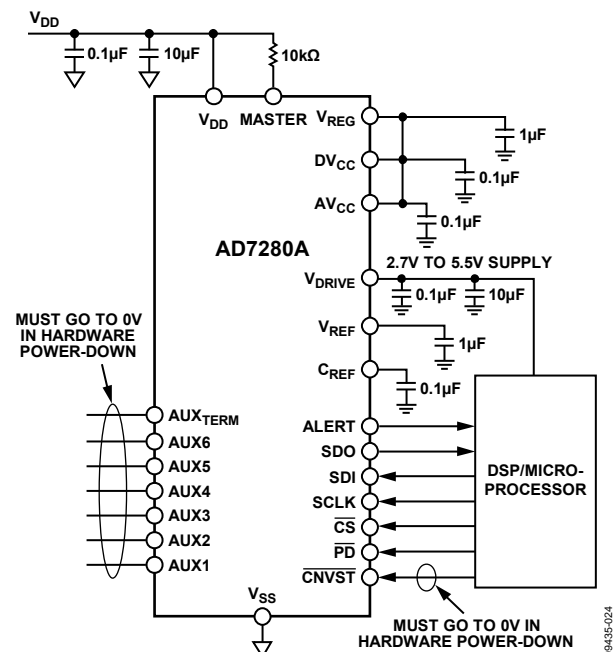 VDD
0.1µF
10µF
10kΩ
VDD
MASTER
VREG
1µF
DVCC
0.1µF
AVCC
0.1µF
AD7280A
2.7V TO 5.5V SUPPLY
VDRIVE
0.1µF
10µF
MUST GO TO 0V
IN HARDWARE
POWER-DOWN
VREF
1µF
CREF
0.1µF
AUXTERM
AUX6
AUX5
AUX4
AUX3
AUX2
AUX1
ALERT
SDO
SDI
SCLK
CS
PD
CNVST
DSP/MICRO-
PROCESSOR
VSS
MUST GO TO 0V IN
HARDWARE POWER-DOWN